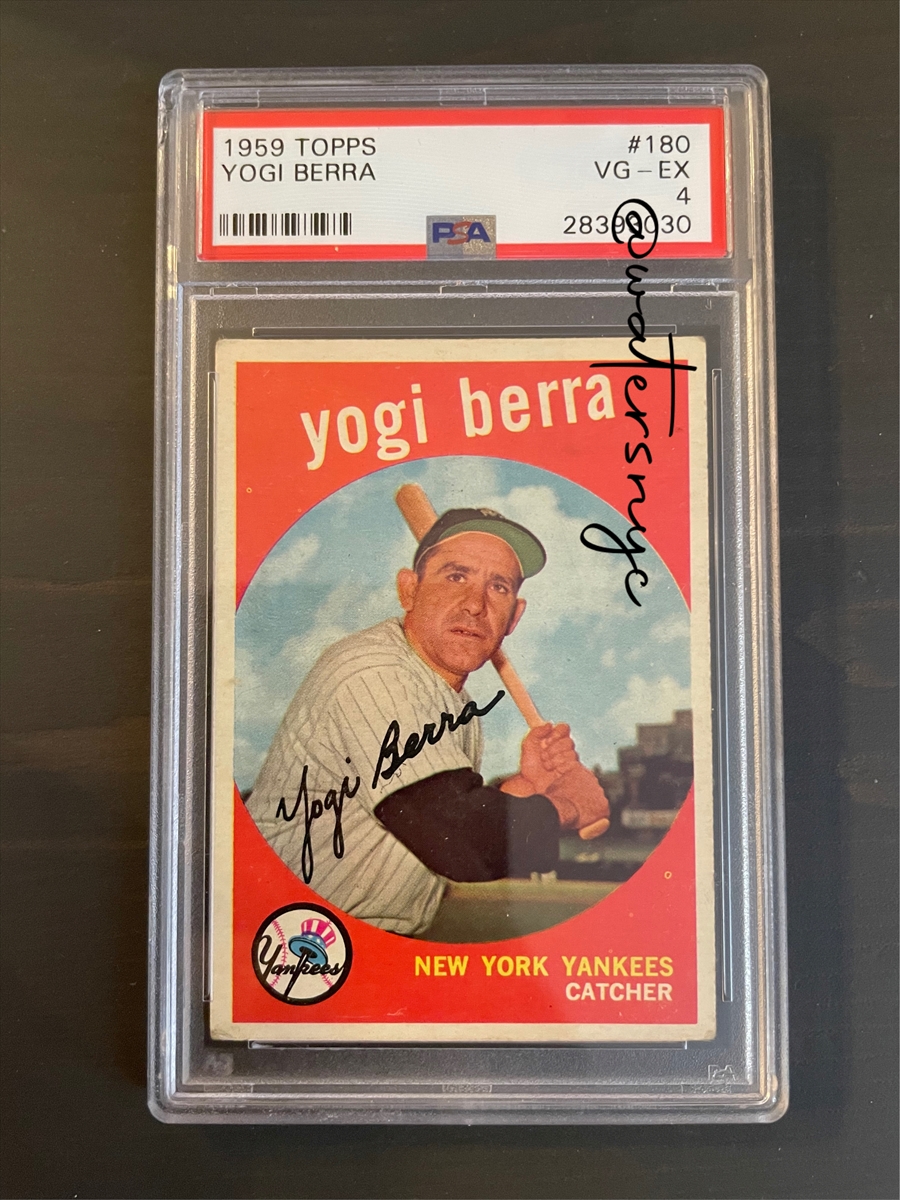 1959 TOPPS #180
YOGI BERRA VG-EX
4
PSA
@watersnyc
yogi berra
Yogi Berra
Yankees
NEW YORK YANKEES
CATCHER